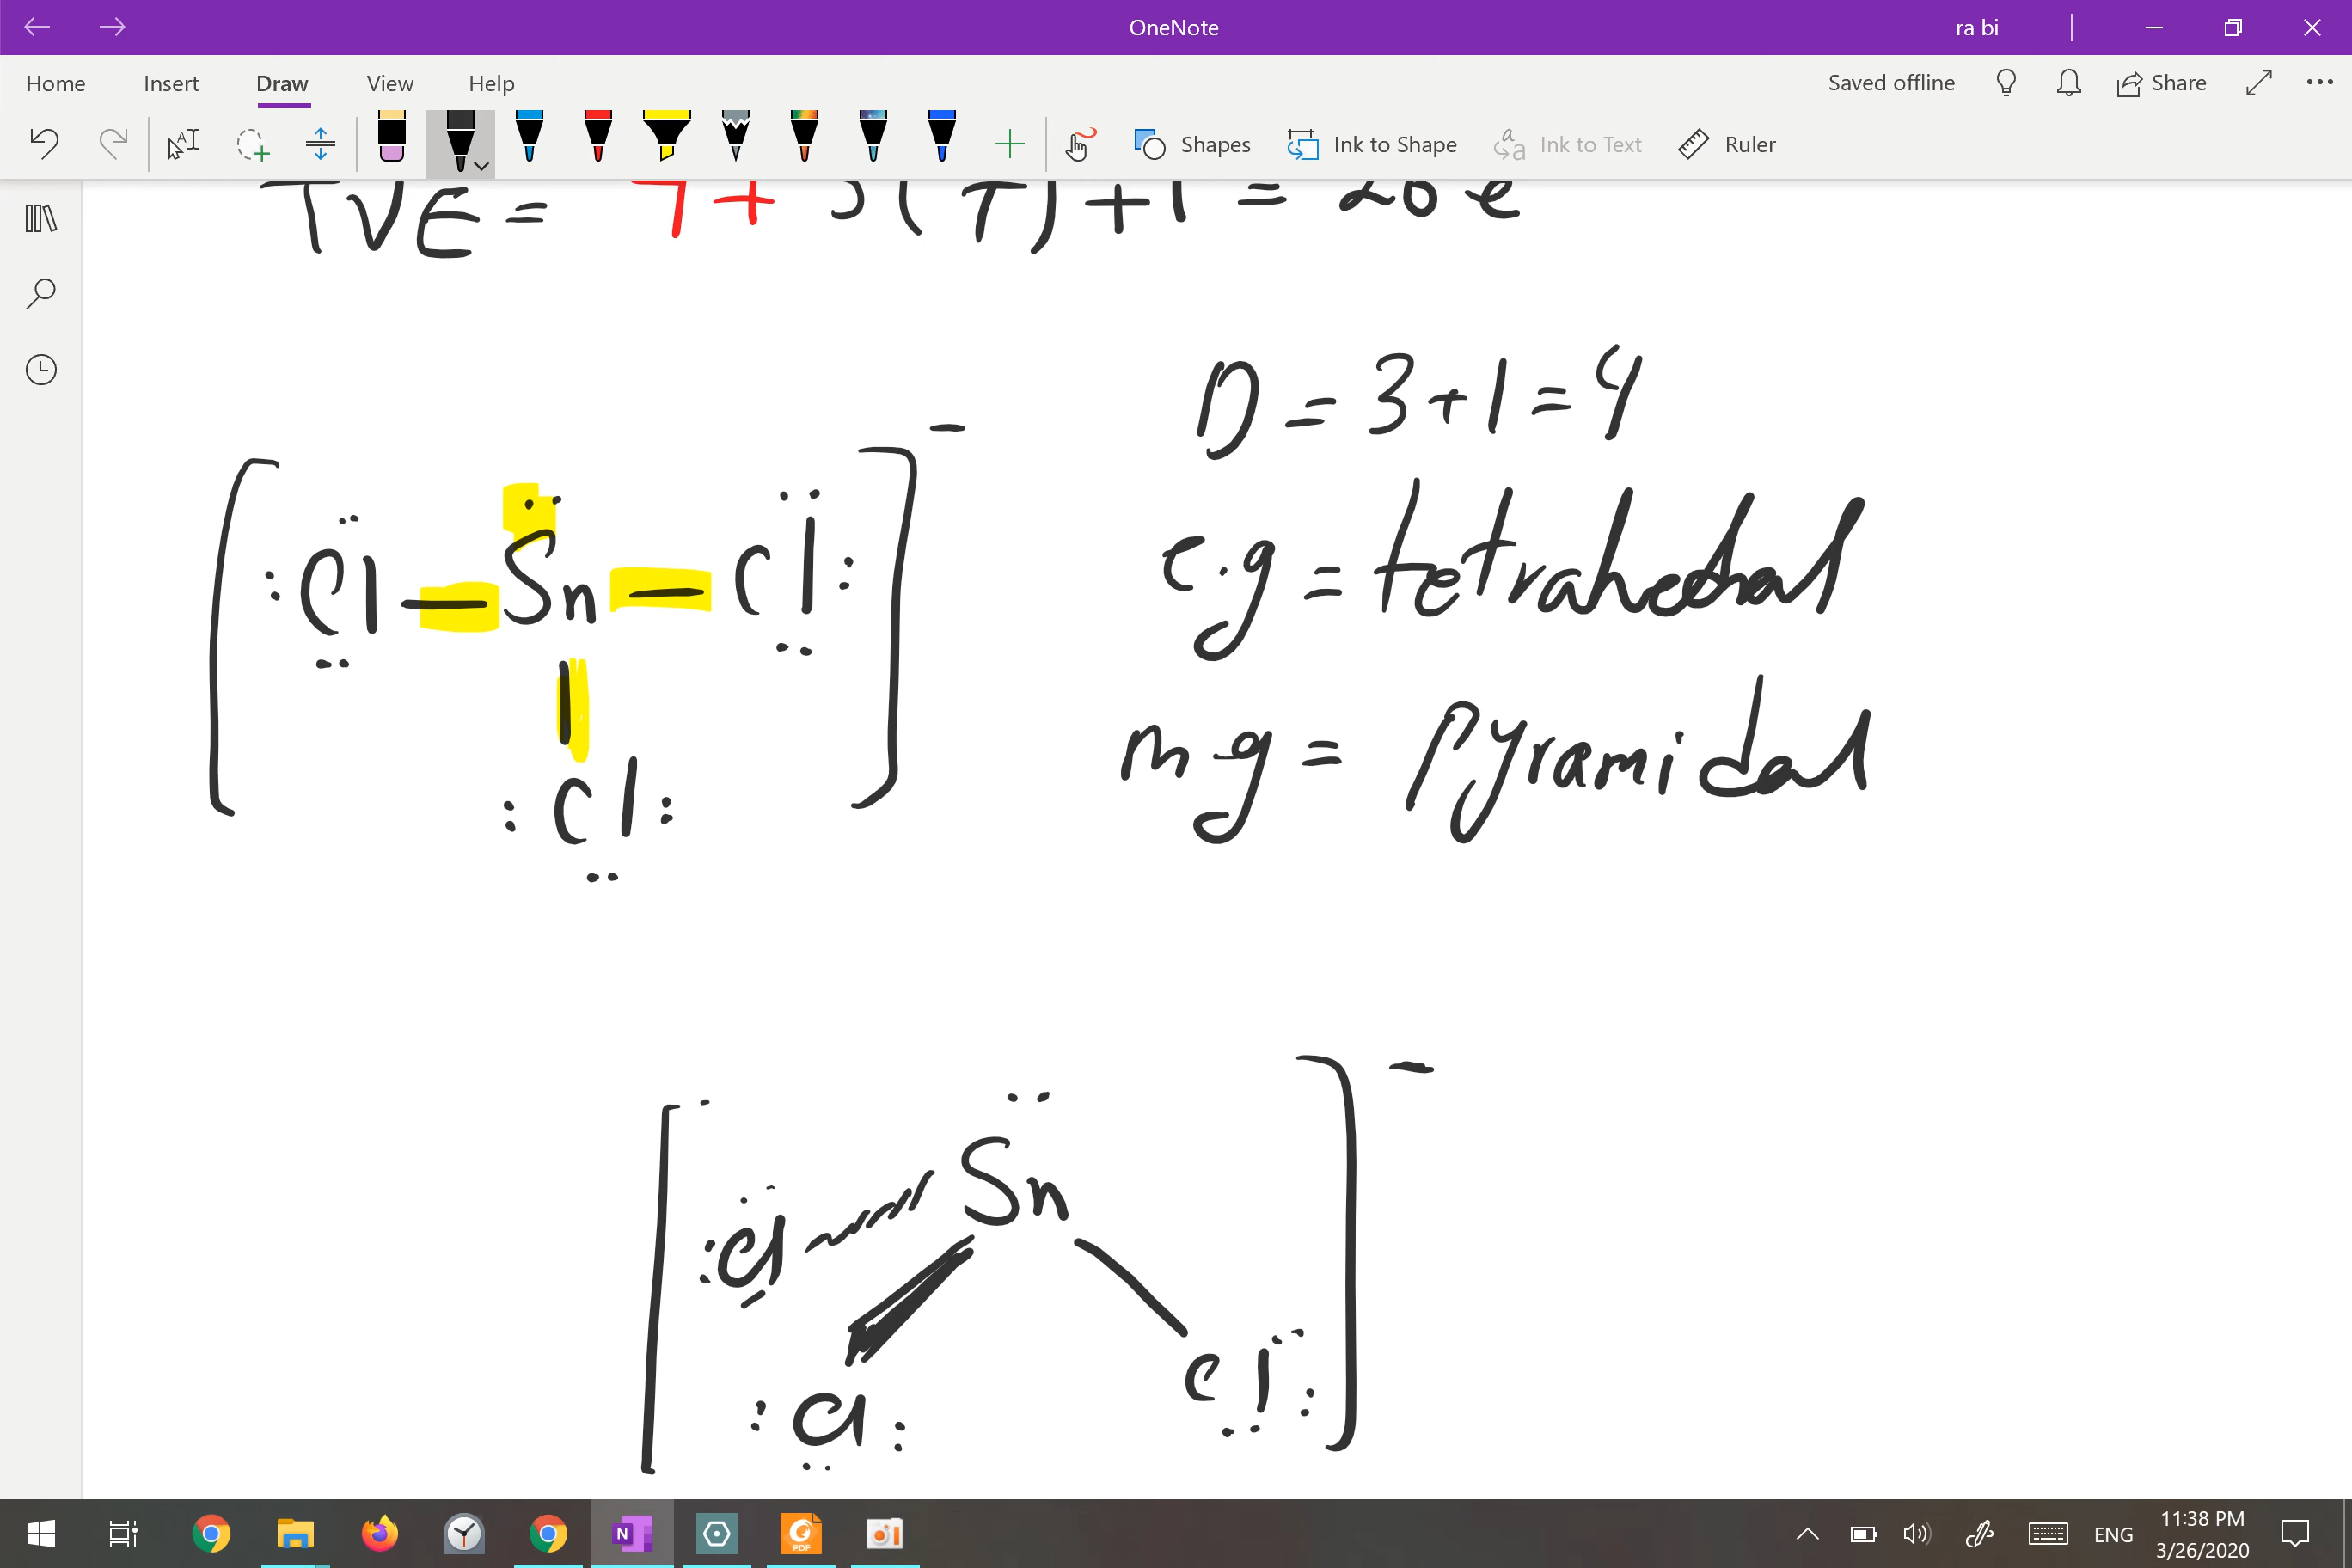 OneNote
ra bi
Home Insert Draw View Help
Saved offline
Share
Shapes
Ink to Shape
Ink to Text
Ruler
TVE = 4 + 3(7) + 1 = 26 e
D = 3 + 1 = 4
e.g = tetrahedral
m g = Pyramidal
[ :Cl - Sn - Cl: ] -
:Cl:
[ Sn ] -
:Cl
Cl:
:Cl:
ENG
11:38 PM
3/26/2020